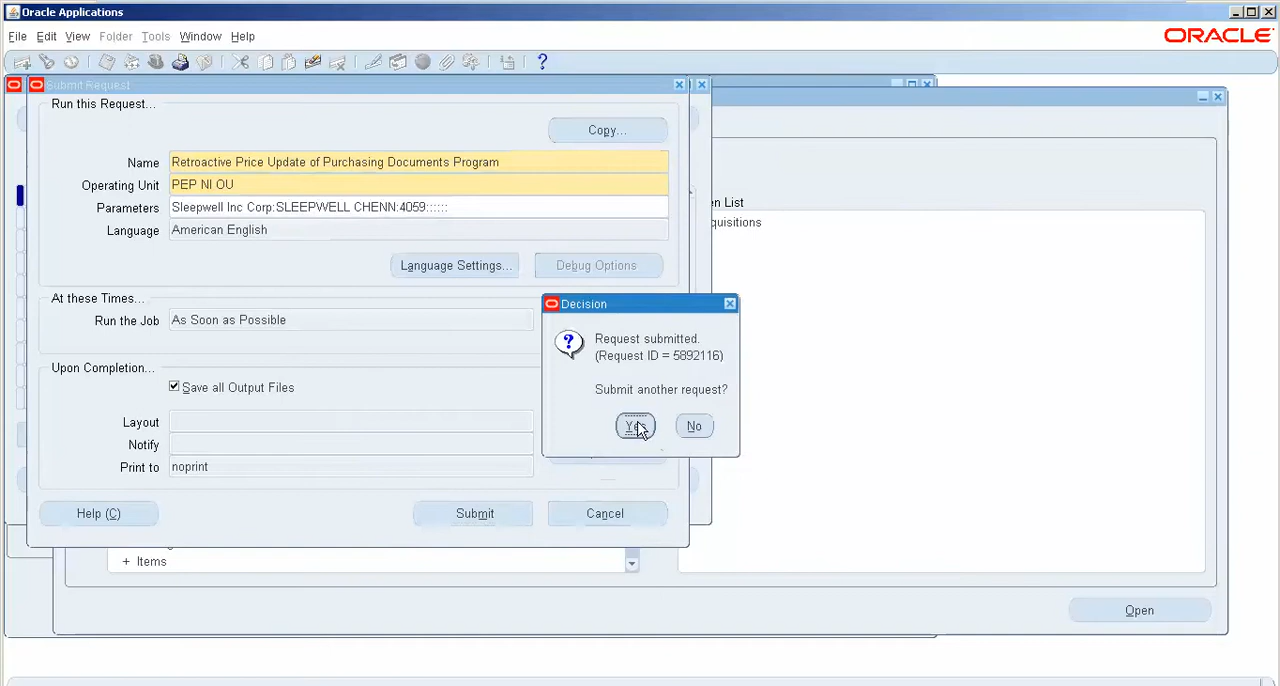 Oracle Applications
File Edit View Folder Tools Window Help
ORACLE
Submit Request
Run this Request...
Copy...
Name Retroactive Price Update of Purchasing Documents Program
Operating Unit PEP NI OU
Parameters Sleepwell Inc Corp:SLEEPWELL CHENN:4059::::::
Language American English
Language Settings... Debug Options
At these Times...
Run the Job As Soon as Possible
Upon Completion...
Save all Output Files
Layout
Notify
Print to noprint
Help (C) Submit Cancel
Decision
Request submitted.
(Request ID = 5892116)
Submit another request?
Yes No
en List
quisitions
+ Items
Open